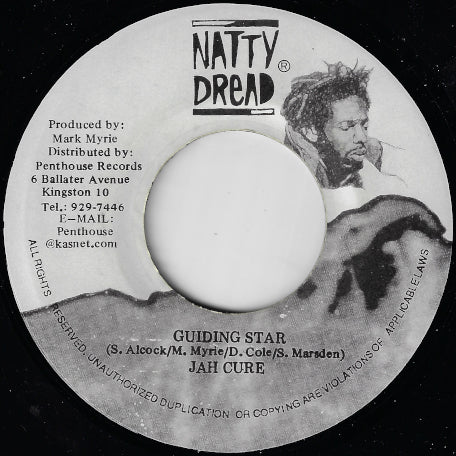 NATTY
DREAD
®
Produced by:
Mark Myrie
Distributed by:
Penthouse Records
6 Ballater Avenue
Kingston 10
Tel.: 929-7446
E-MAIL:
Penthouse
@kasnet.com
GUIDING STAR
(S. Alcock/M. Myrie/D. Cole/S. Marsden)
JAH CURE
ALL RIGHTS RESERVED. UNAUTHORIZED DUPLICATION OR COPYING ARE VIOLATIONS OF APPLICABLE LAWS